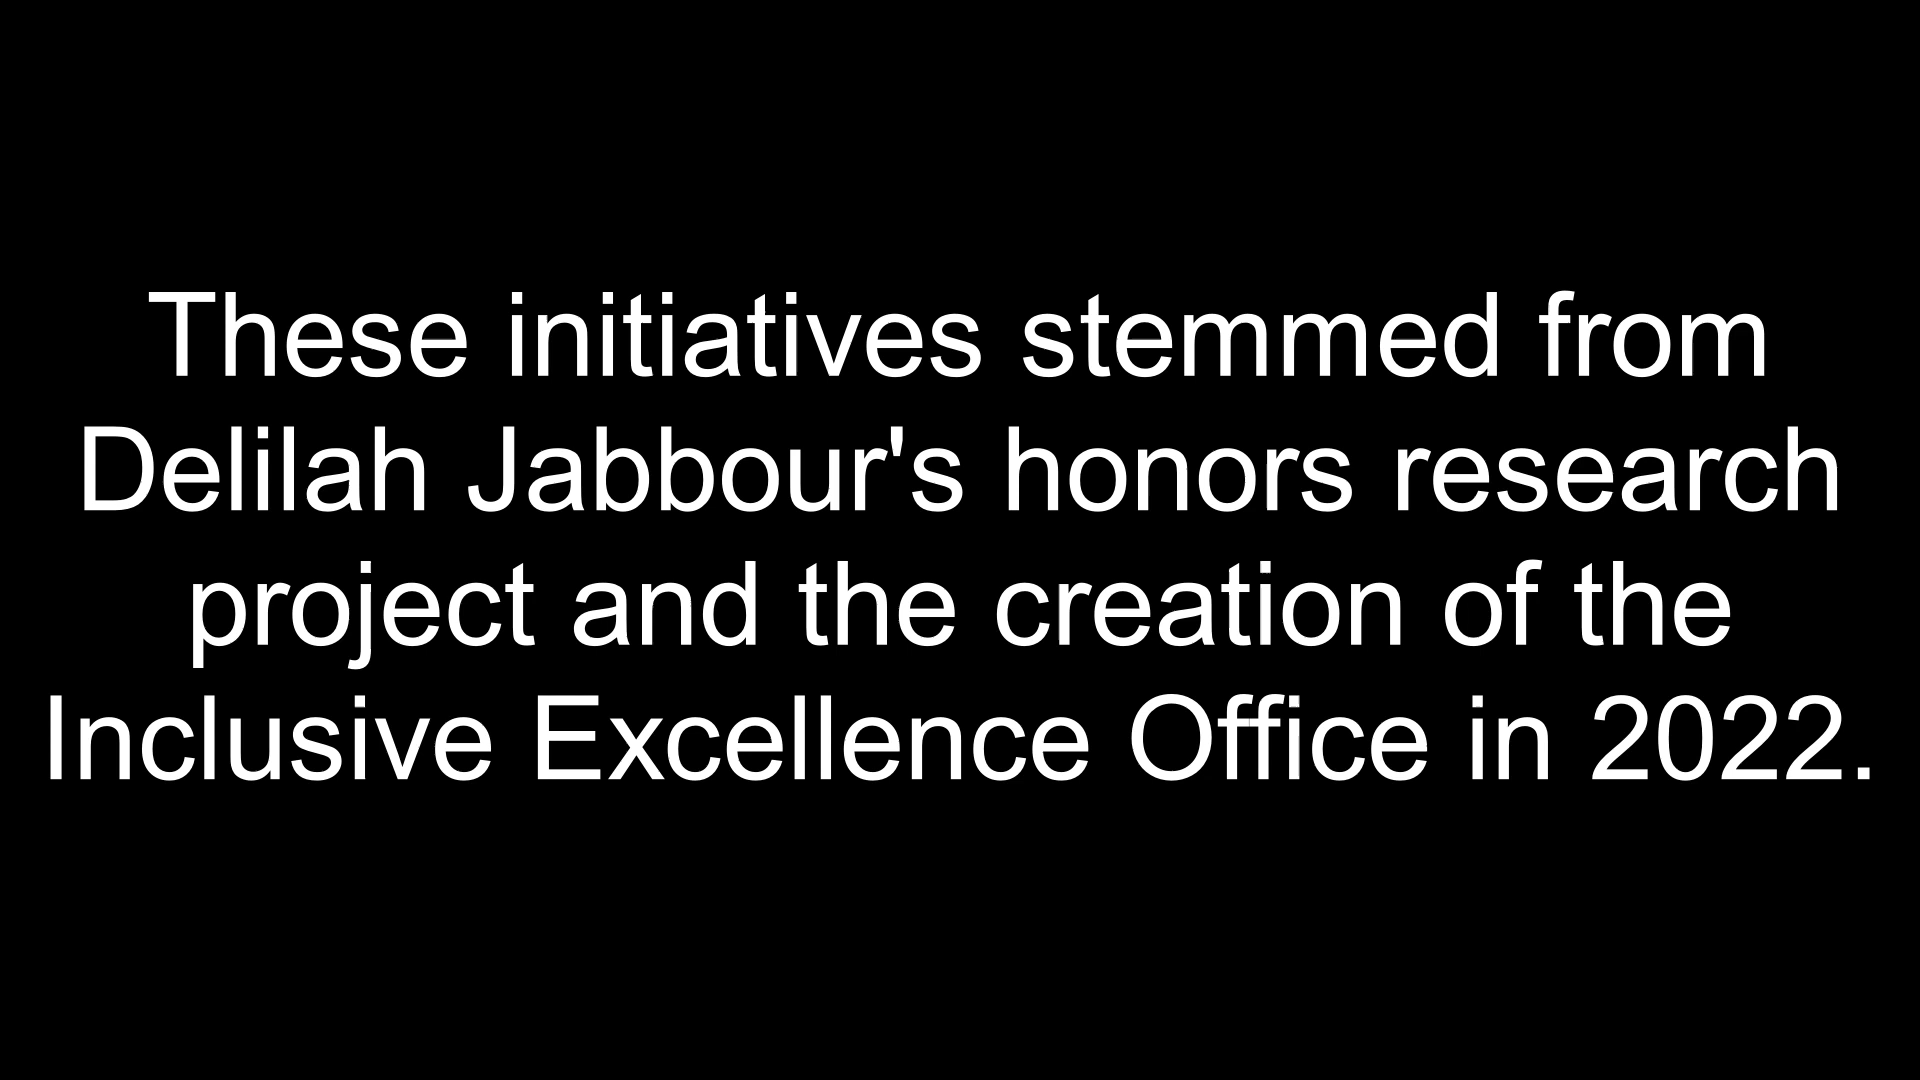 These initiatives stemmed from
Delilah Jabbour's honors research
project and the creation of the
Inclusive Excellence Office in 2022.